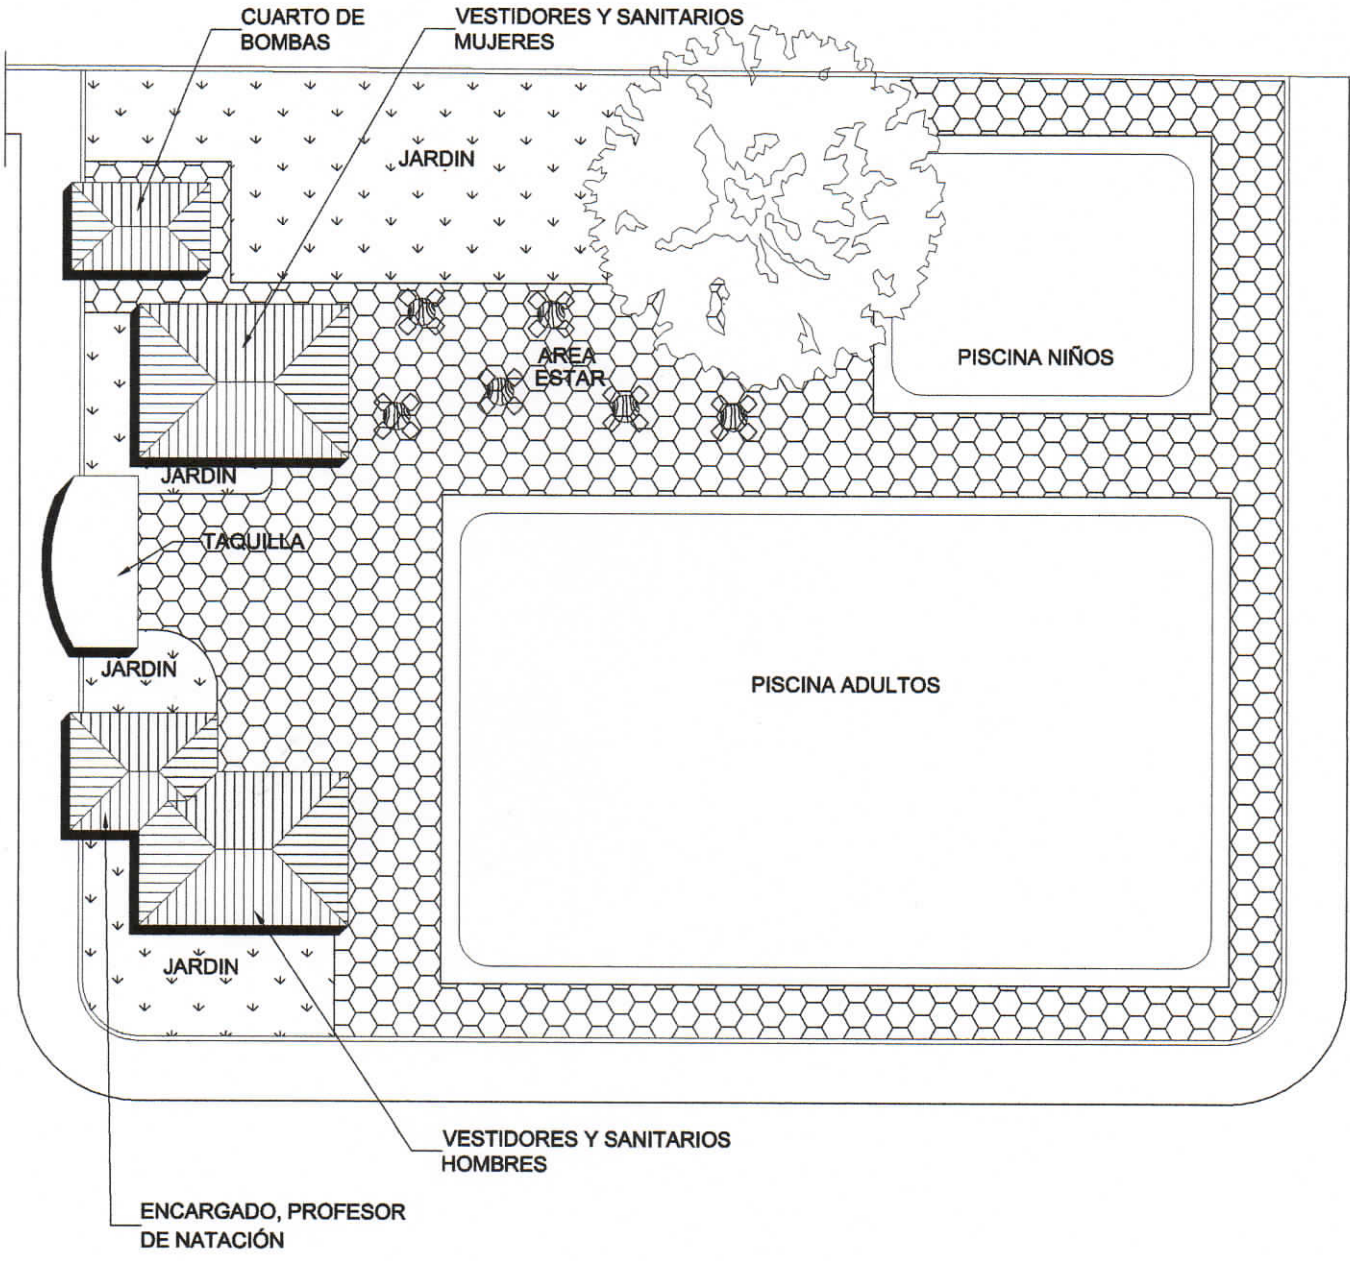 CUARTO DE
BOMBAS
VESTIDORES Y SANITARIOS
MUJERES
JARDIN
PISCINA NIÑOS
AREA
ESTAR
JARDIN
TAQUILLA
JARDIN
PISCINA ADULTOS
JARDIN
VESTIDORES Y SANITARIOS
HOMBRES
ENCARGADO, PROFESOR
DE NATACIÓN